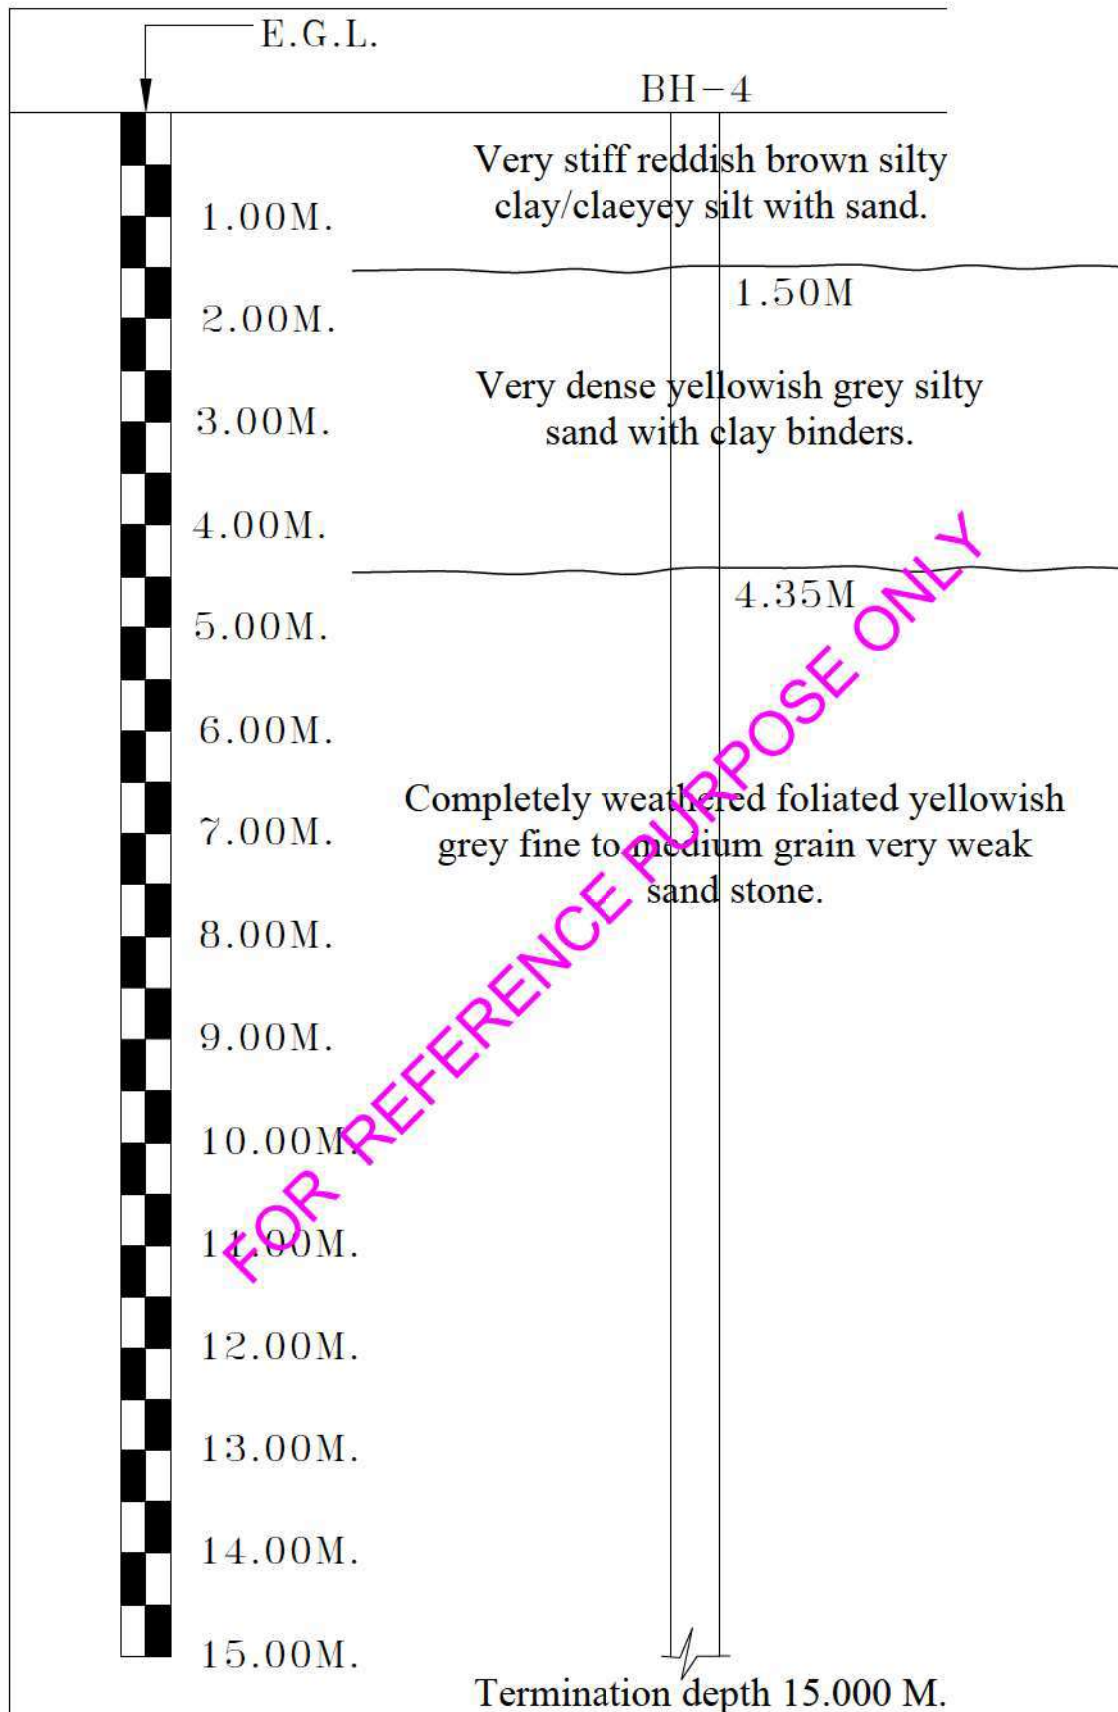 E.G.L.
BH-4
Very stiff reddish brown silty
clay/claeyey silt with sand.
1.00M.
1.50M
2.00M.
Very dense yellowish grey silty
sand with clay binders.
3.00M.
4.00M.
4.35M
5.00M.
6.00M.
Completely weathered foliated yellowish
grey fine to medium grain very weak
sand stone.
7.00M.
8.00M.
9.00M.
10.00M.
11.00M.
12.00M.
13.00M.
14.00M.
15.00M.
Termination depth 15.000 M.
FOR REFERENCE PURPOSE ONLY